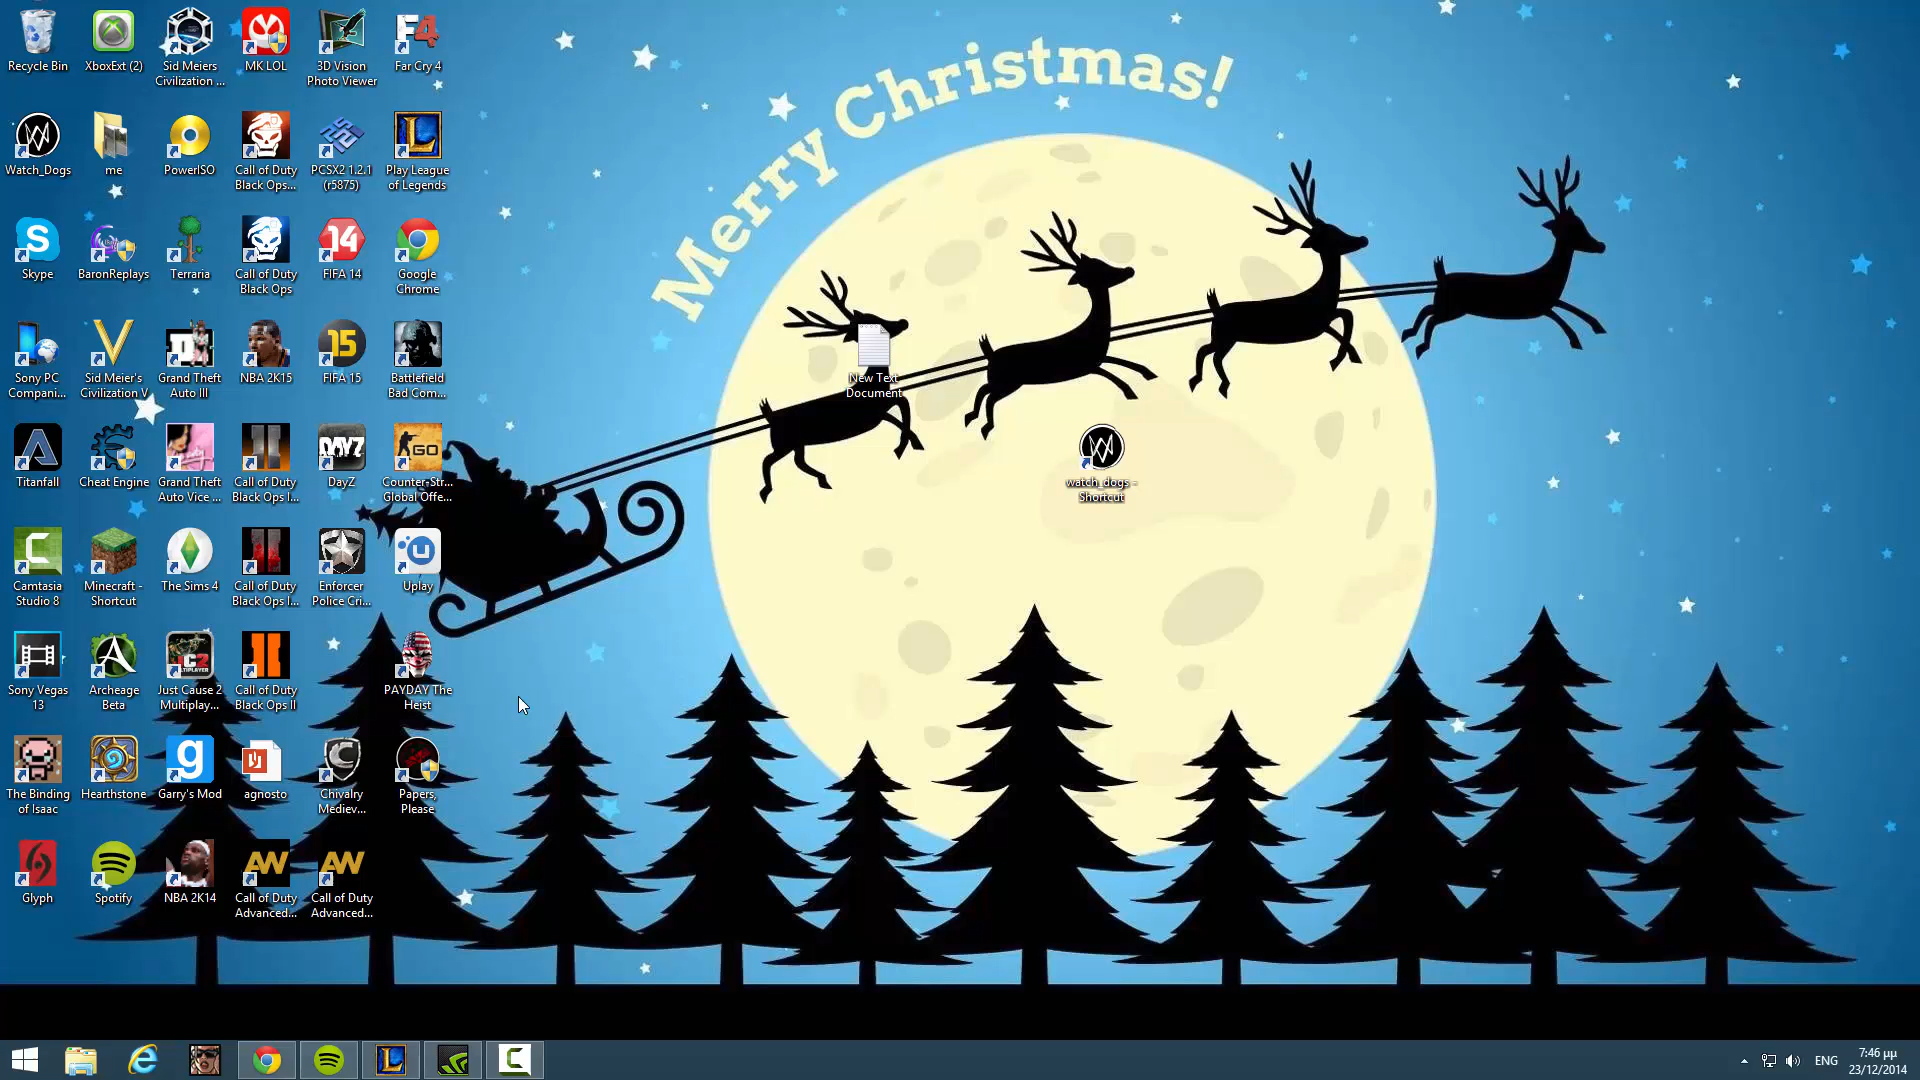 Merry Christmas!
Recycle Bin
XboxExt (2)
Sid Meiers
Civilization ...
MK LOL
3D Vision
Photo Viewer
F4
Far Cry 4
Watch_Dogs
me
PowerISO
Call of Duty
Black Ops...
PCSX2 1.2.1
(r5875)
L
Play League
of Legends
S
Skype
BaronReplays
Terraria
Call of Duty
Black Ops
14
FIFA 14
Google
Chrome
Sony PC
Compani...
Sid Meier's
Civilization V
Grand Theft
Auto III
NBA 2K15
15
FIFA 15
Battlefield
Bad Com...
New Text
Document
Titanfall
Cheat Engine
Grand Theft
Auto Vice ...
Call of Duty
Black Ops I...
DAYZ
DayZ
GO
Counter-Str...
Global Offe...
watch_dogs -
Shortcut
Camtasia
Studio 8
Minecraft -
Shortcut
The Sims 4
Call of Duty
Black Ops I...
Enforcer
Police Cri...
Uplay
Sony Vegas
13
Archeage
Beta
JC2
Just Cause 2
Multiplay...
Call of Duty
Black Ops II
PAYDAY The
Heist
The Binding
of Isaac
Hearthstone
g
Garry's Mod
agnosto
Chivalry
Mediev...
Papers,
Please
Glyph
Spotify
NBA 2K14
AW
Call of Duty
Advanced...
AW
Call of Duty
Advanced...
ENG
7:46 μμ
23/12/2014